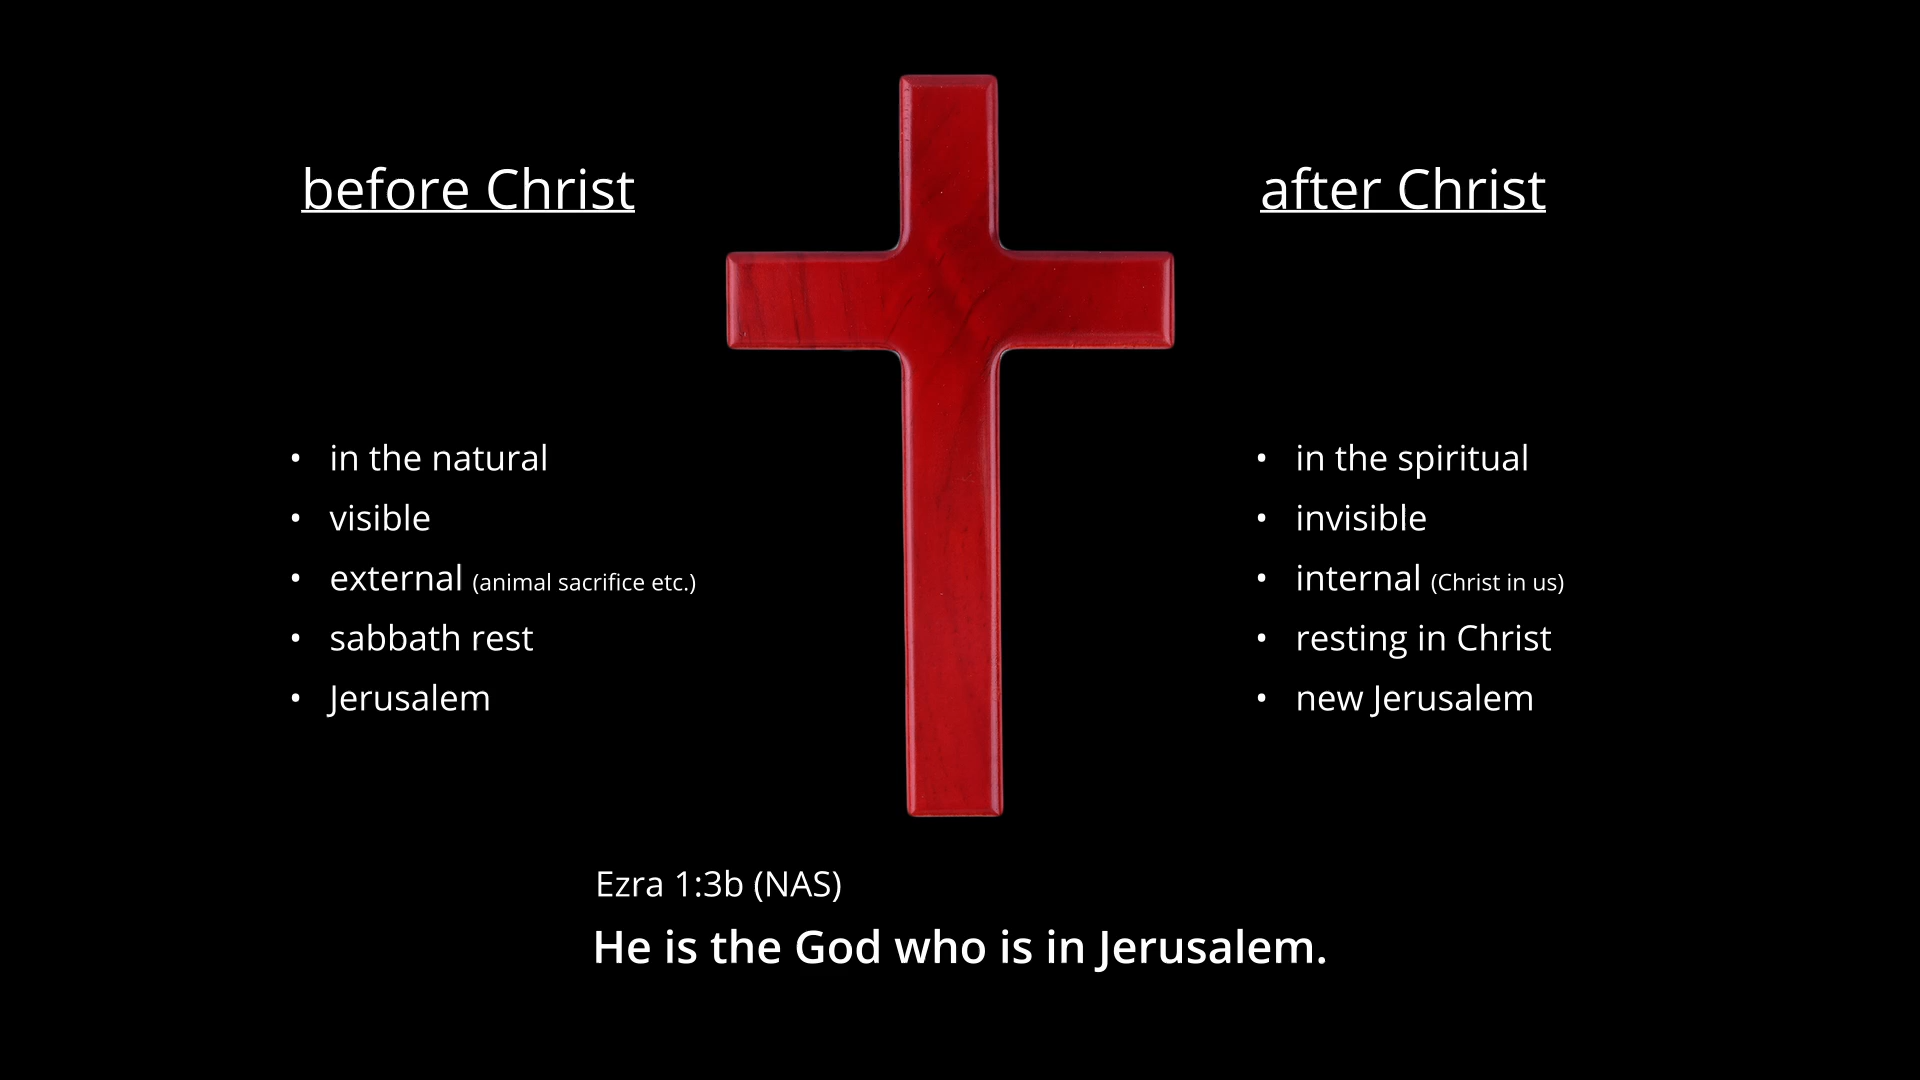 before Christ
• in the natural
• visible
• external (animal sacrifice etc.)
• sabbath rest
• Jerusalem
after Christ
• in the spiritual
• invisible
• internal (Christ in us)
• resting in Christ
• new Jerusalem
Ezra 1:3b (NAS)
He is the God who is in Jerusalem.